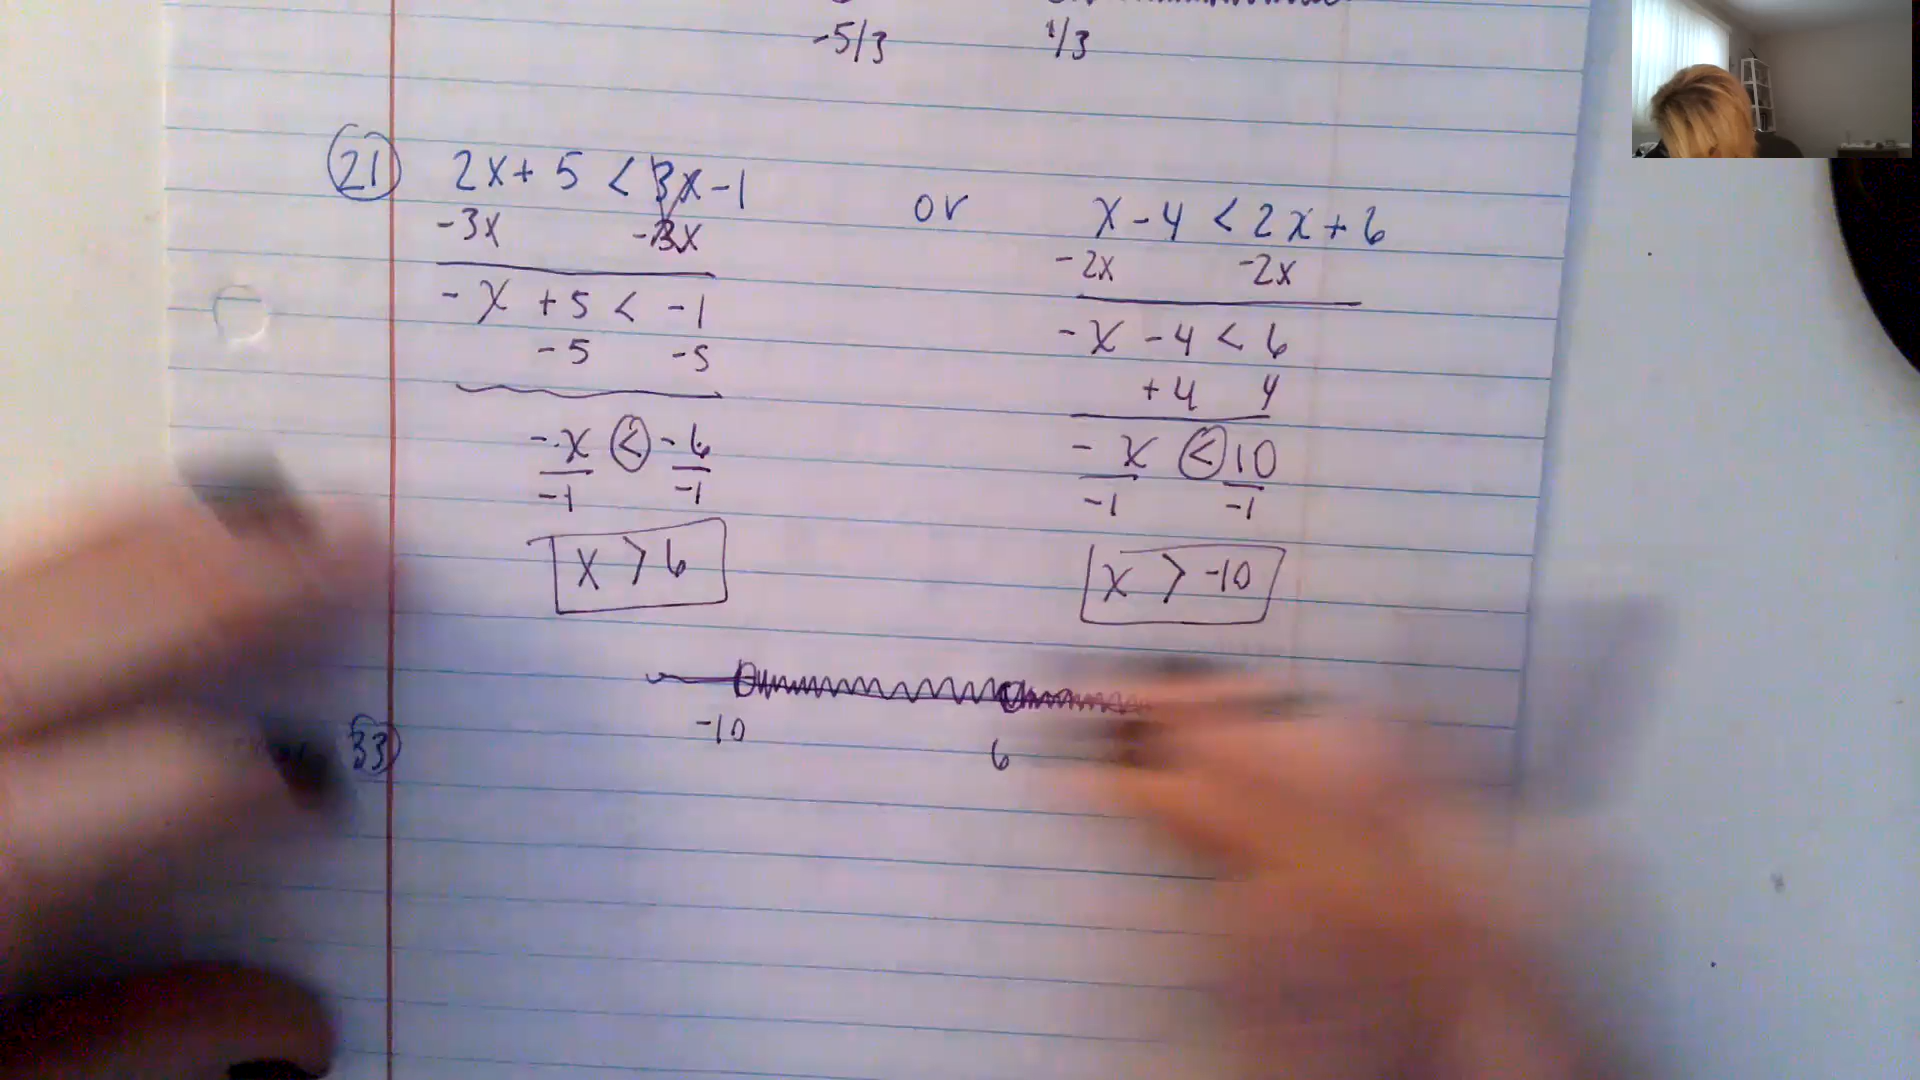 -5/3 1/3
21 2x + 5 < 3x - 1 or x - 4 < 2x + 6
-3x -3x -2x -2x
-x + 5 < -1 -x - 4 < 6
-5 -5 +4 4
-x < -6 -x < 10
-1 -1 -1 -1
x > 6 x > -10
-10 6
33